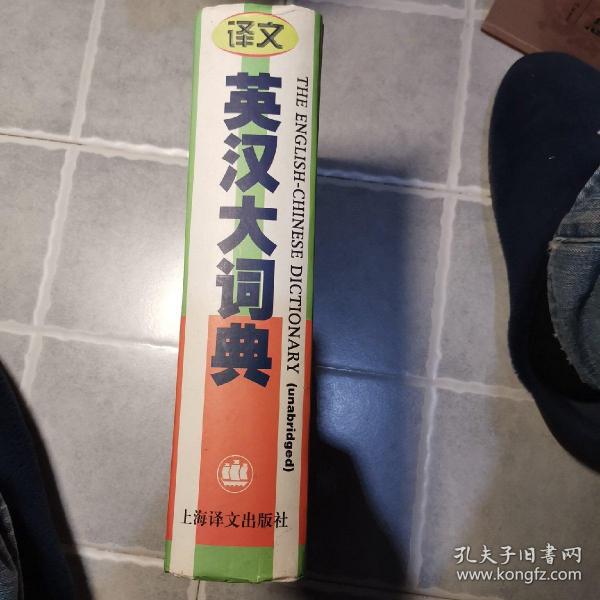 译文
英汉大词典
THE ENGLISH-CHINESE DICTIONARY (unabridged)
上海译文出版社
孔夫子旧书网
www.kongfz.com